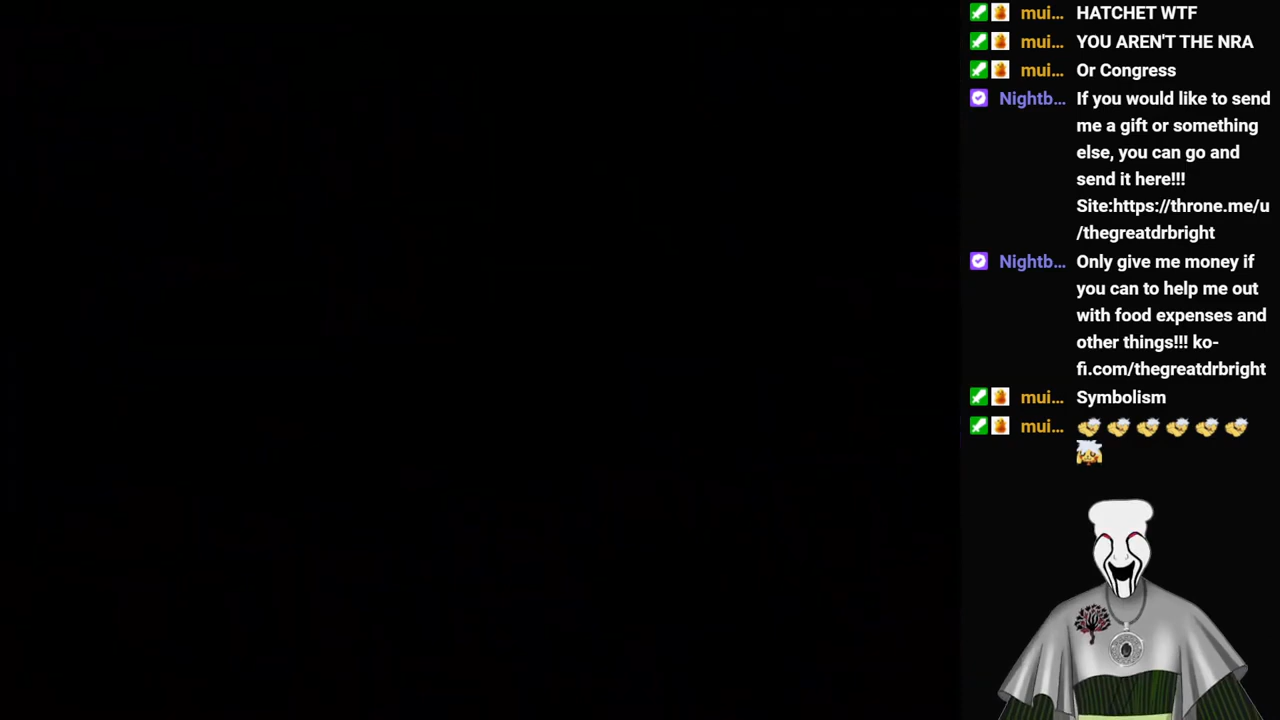 mui... HATCHET WTF
mui... YOU AREN'T THE NRA
mui... Or Congress
Nightb... If you would like to send
me a gift or something
else, you can go and
send it here!!!
Site:https://throne.me/u
/thegreatdrbright
Nightb... Only give me money if
you can to help me out
with food expenses and
other things!!! ko-
fi.com/thegreatdrbright
mui... Symbolism
mui...